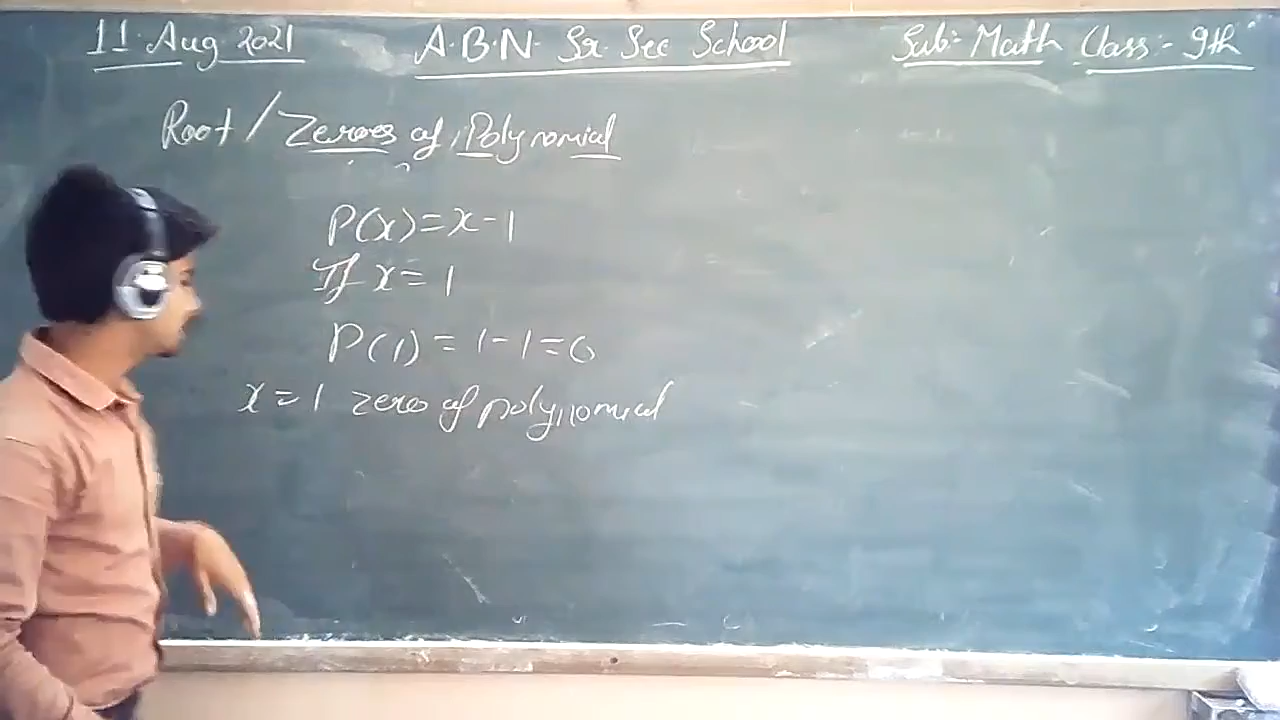 11 Aug 2021 A.B.N. Sr. Sec School Sub:- Math Class:- 9th
Root / Zeroes of Polynomial
P(x)=x-1
If x=1
P(1)=1-1=0
x=1 zero of polynomial